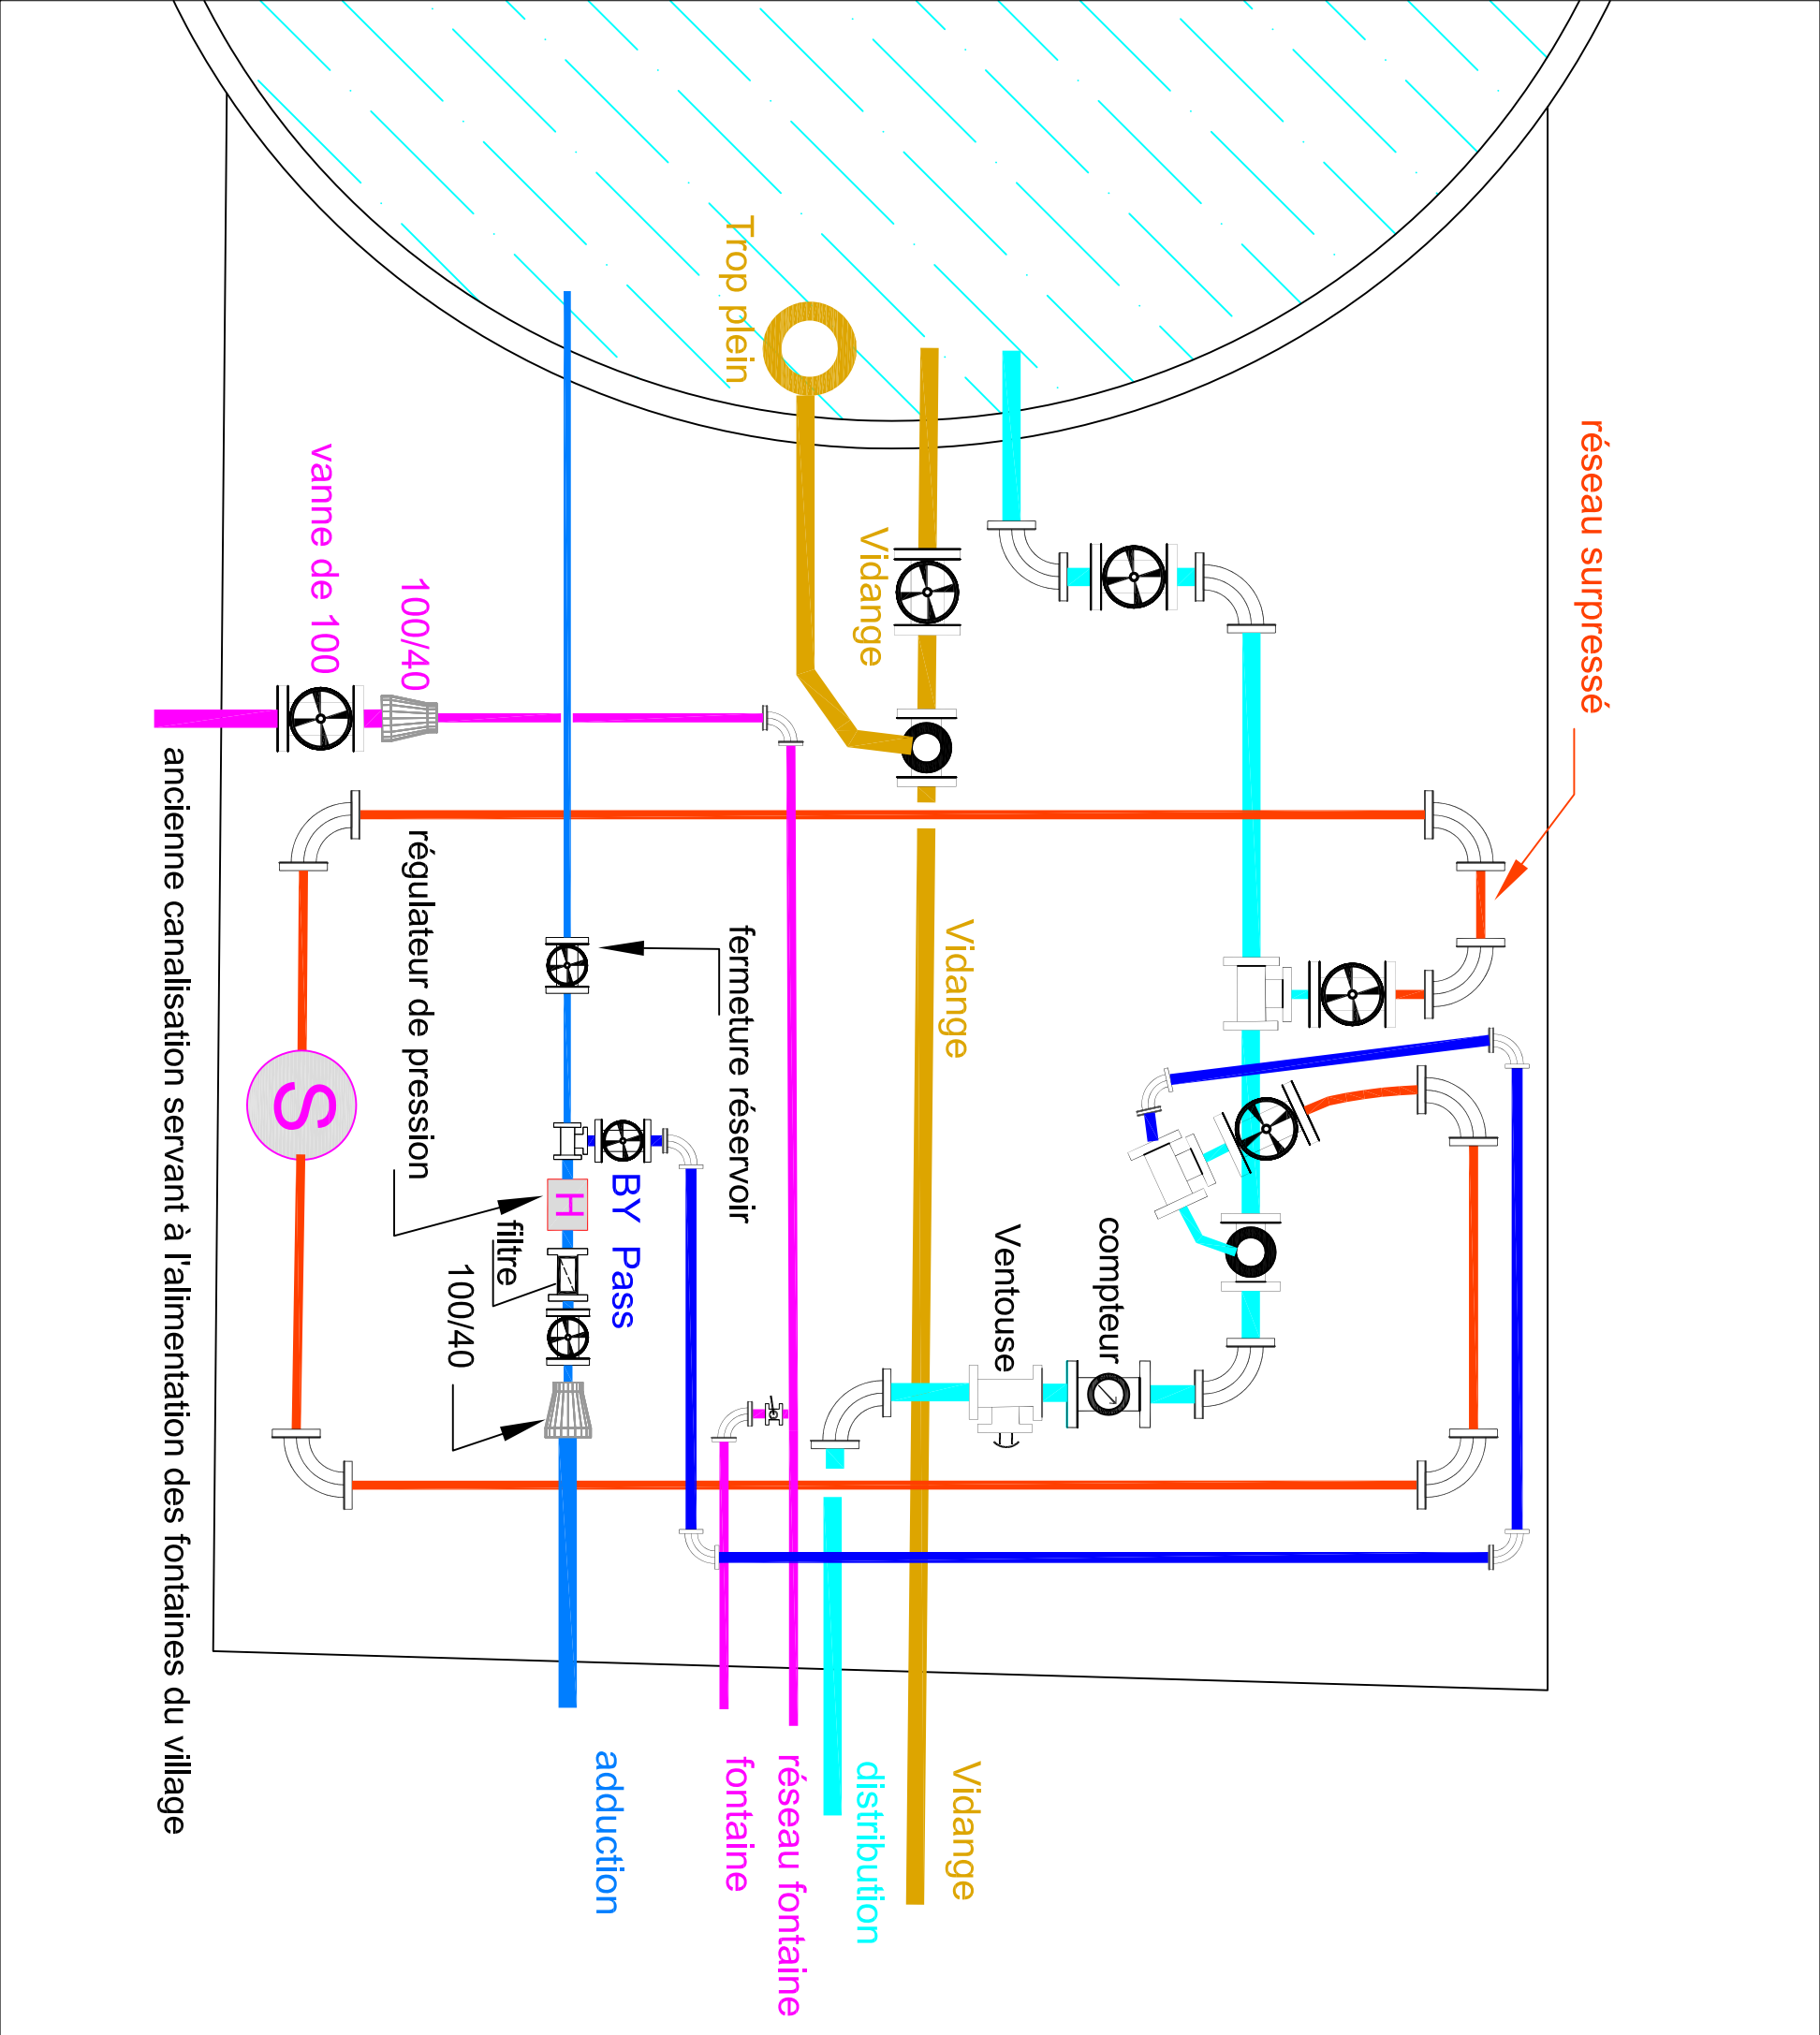 réseau surpressé
Trop plein
Vidange
vanne de 100
100/40
ancienne canalisation servant à l'alimentation des fontaines du village
régulateur de pression
fermeture réservoir
Vidange
S
H
BY Pass
filtre
100/40
Ventouse
compteur
adduction
fontaine
réseau fontaine
distribution
Vidange